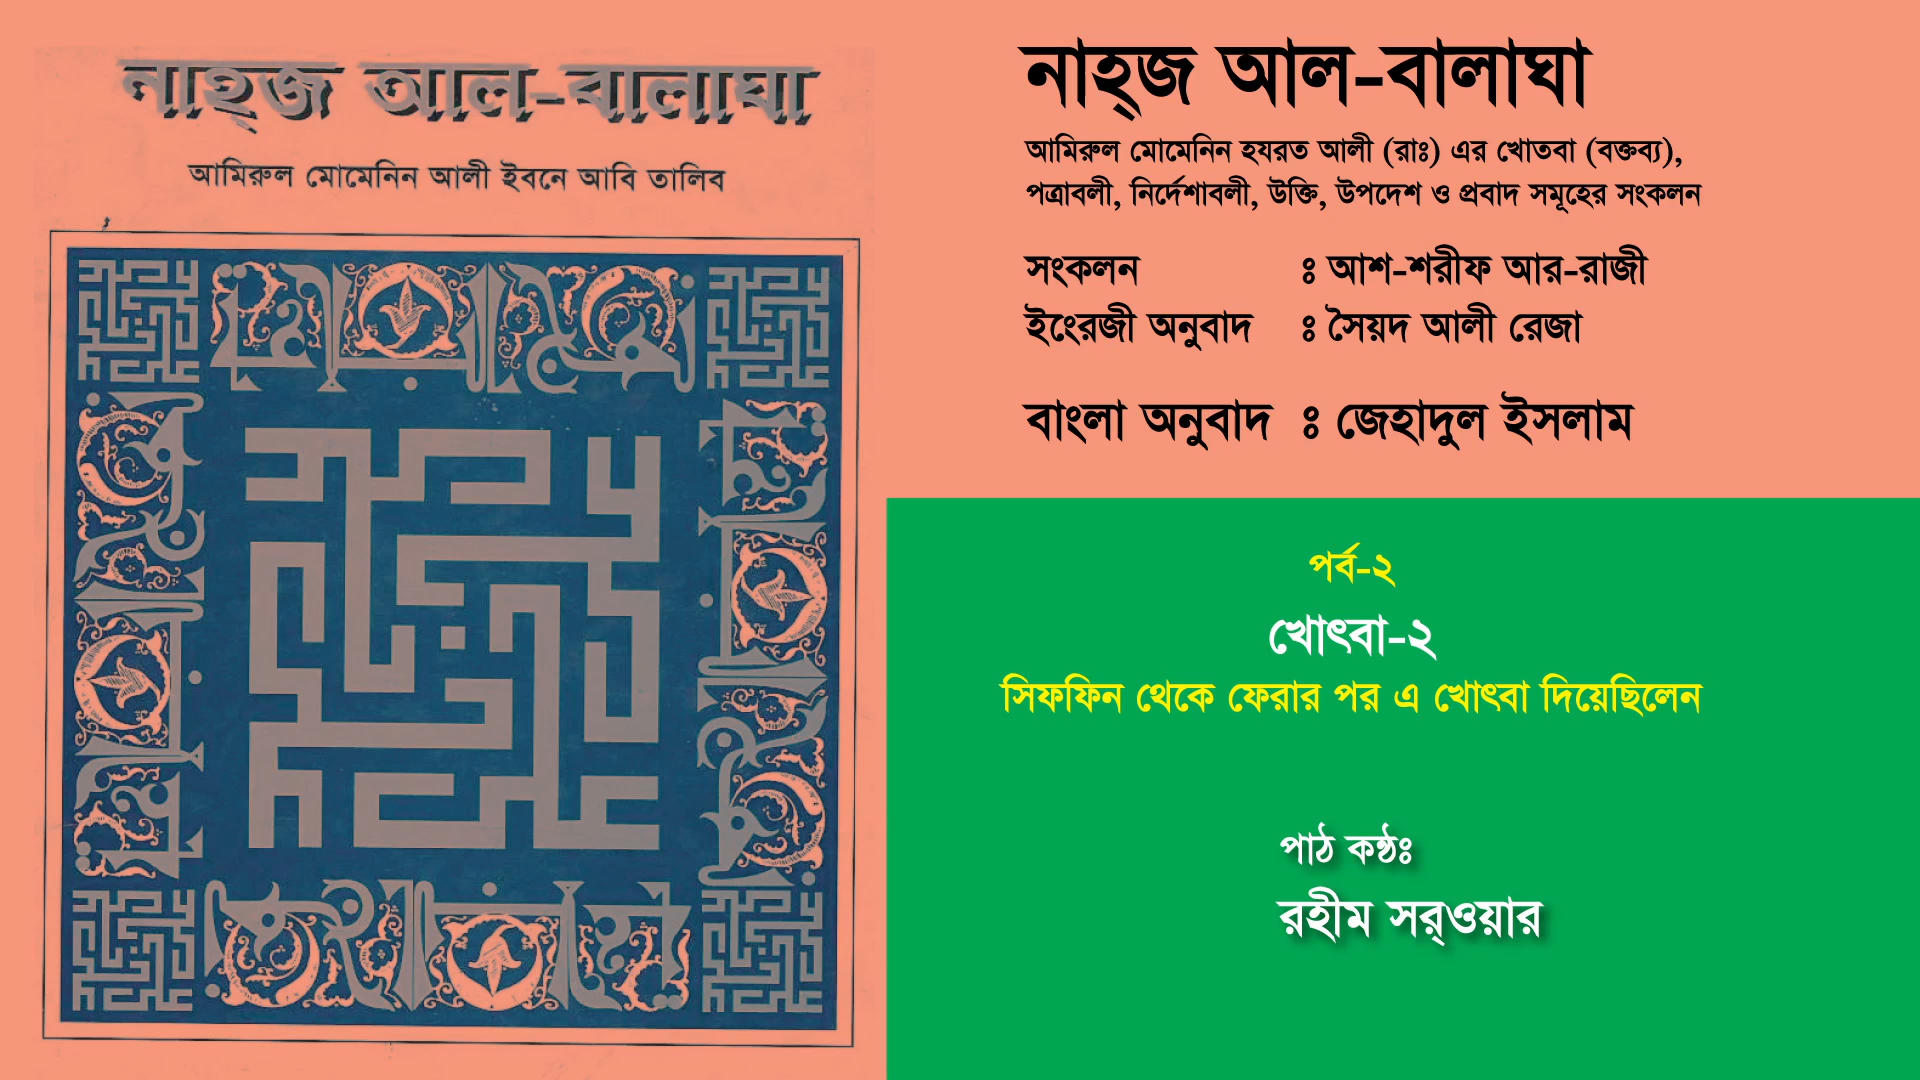 নাহ্জ আল-বালাঘা
আমিরুল মোমেনিন আলী ইবনে আবি তালিব
নাহ্জ আল-বালাঘা
আমিরুল মোমেনিন হযরত আলী (রাঃ) এর খোতবা (বক্তব্য),
পত্রাবলী, নির্দেশাবলী, উক্তি, উপদেশ ও প্রবাদ সমূহের সংকলন
সংকলন ঃ আশ-শরীফ আর-রাজী
ইংেরজী অনুবাদ ঃ সৈয়দ আলী রেজা
বাংলা অনুবাদ ঃ জেহাদুল ইসলাম
পর্ব-২
খোৎবা-২
সিফফিন থেকে ফেরার পর এ খোৎবা দিয়েছিলেন
পাঠ কন্ঠঃ
রহীম সর্ওয়ার